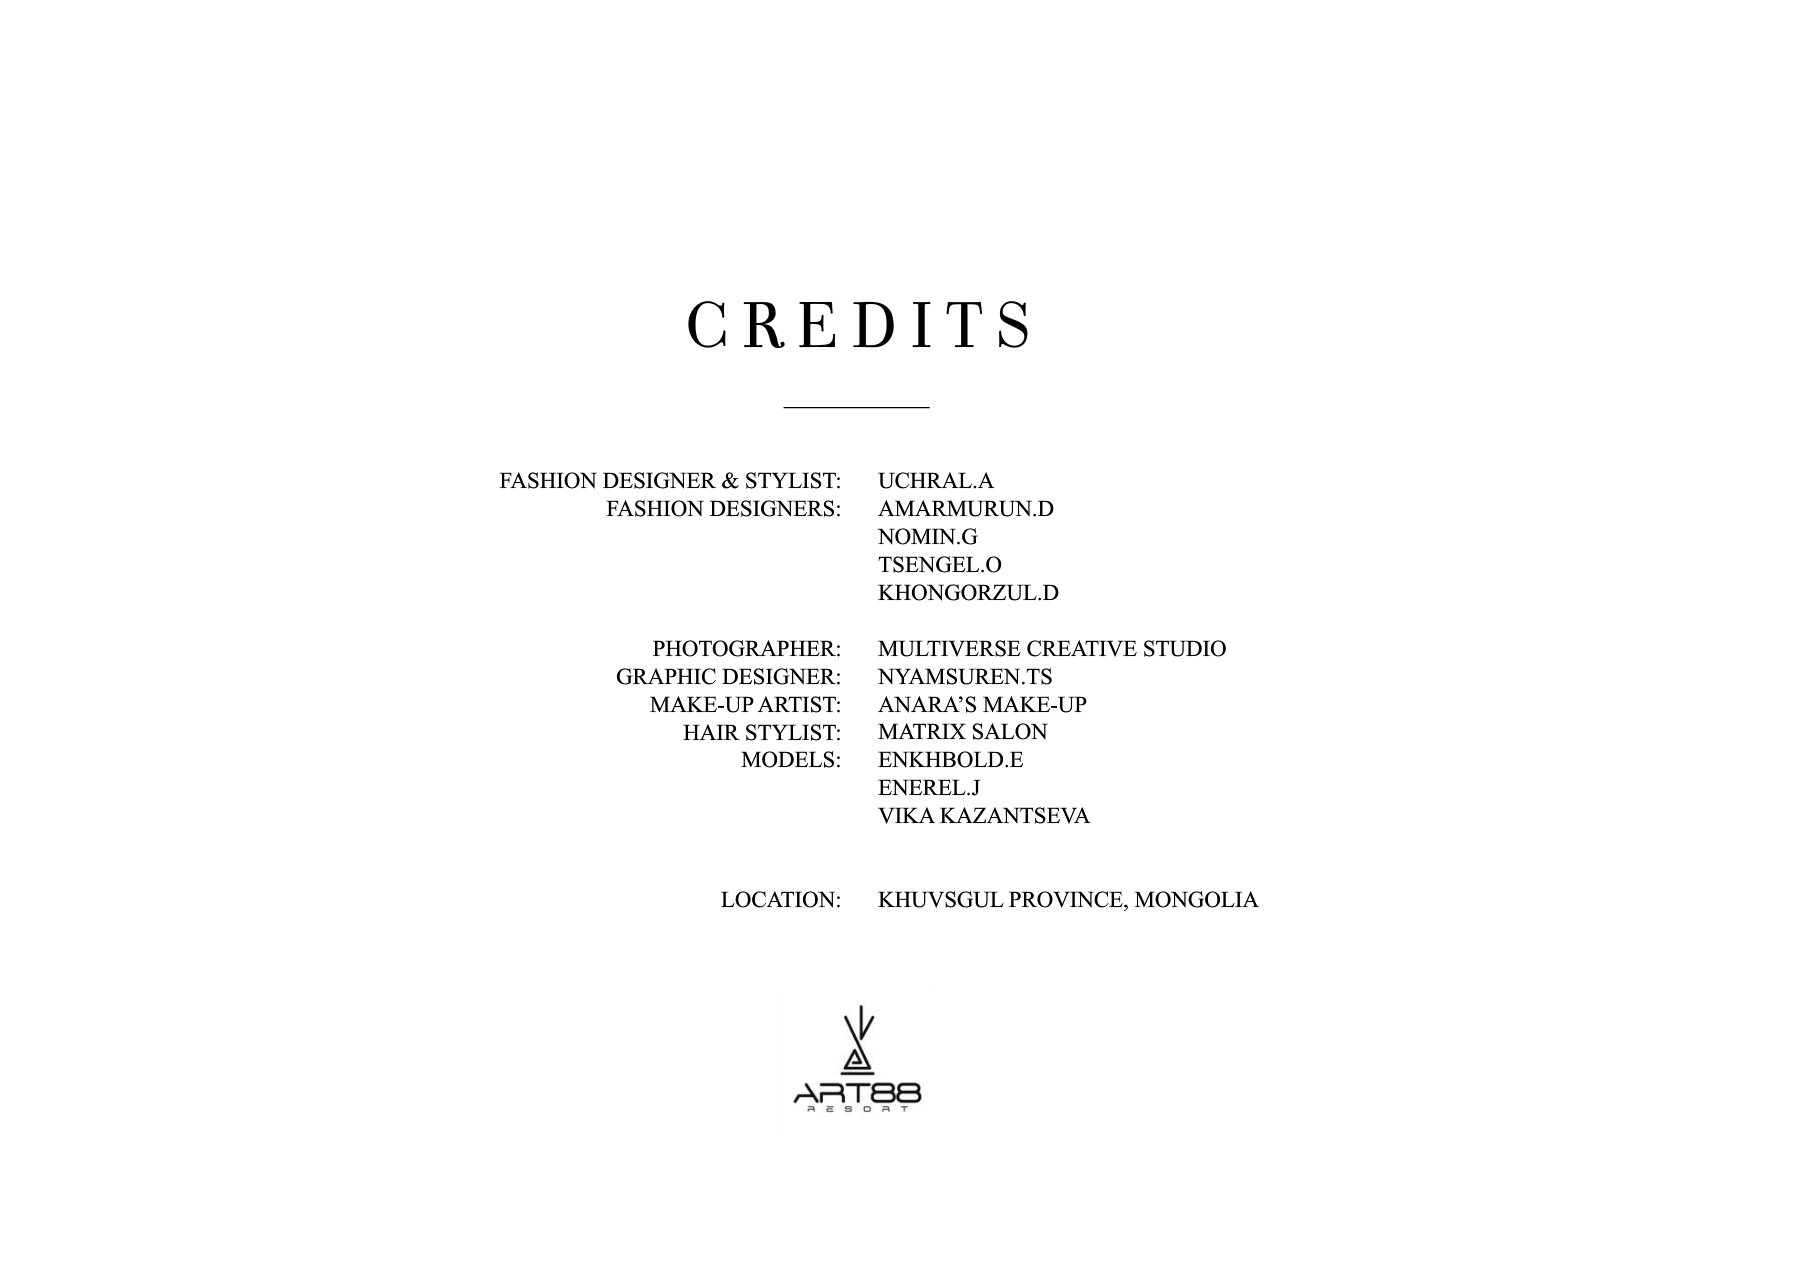 CREDITS
FASHION DESIGNER & STYLIST: UCHRAL.A
FASHION DESIGNERS: AMARMURUN.D
NOMIN.G
TSENGEL.O
KHONGORZUL.D
PHOTOGRAPHER: MULTIVERSE CREATIVE STUDIO
GRAPHIC DESIGNER: NYAMSUREN.TS
MAKE-UP ARTIST: ANARA’S MAKE-UP
HAIR STYLIST: MATRIX SALON
MODELS: ENKHBOLD.E
ENEREL.J
VIKA KAZANTSEVA
LOCATION: KHUVSGUL PROVINCE, MONGOLIA
ART88
RESORT